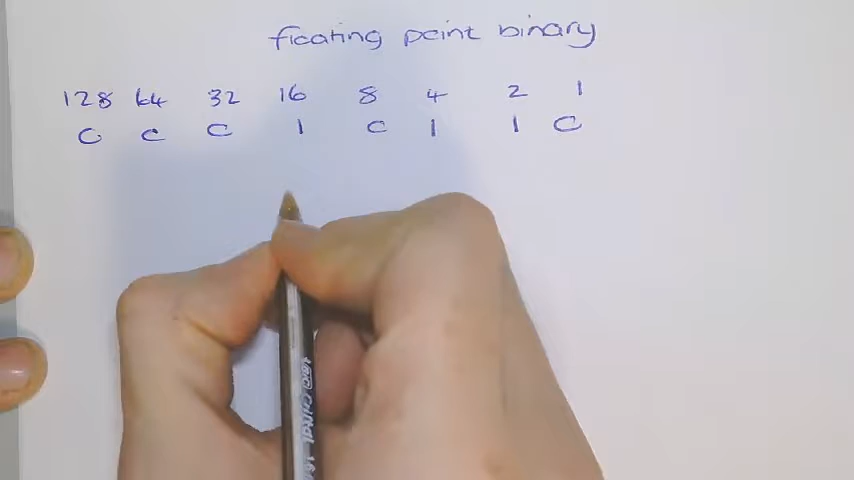 floating point binary
128 64 32 16 8 4 2 1
0 0 0 1 0 1 1 0